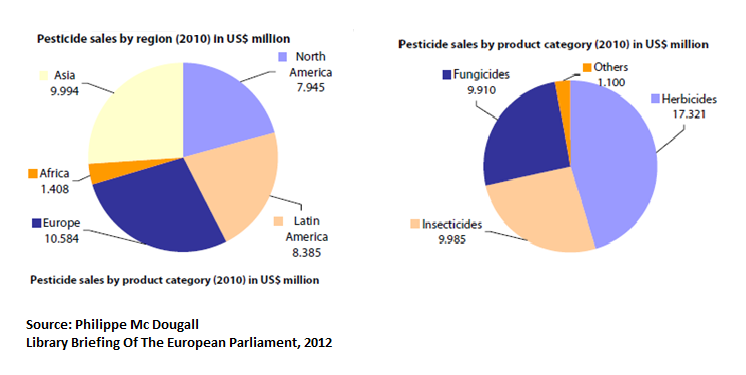 Pesticide sales by region (2010) in US$ million
North
America
7.945
Asia
9.994
Africa
1.408
Europe
10.584
Latin
America
8.385
Pesticide sales by product category (2010) in US$ million
Pesticide sales by product category (2010) in US$ million
Others
1.100
Fungicides
9.910
Herbicides
17.321
Insecticides
9.985
Source: Philippe Mc Dougall
Library Briefing Of The European Parliament, 2012